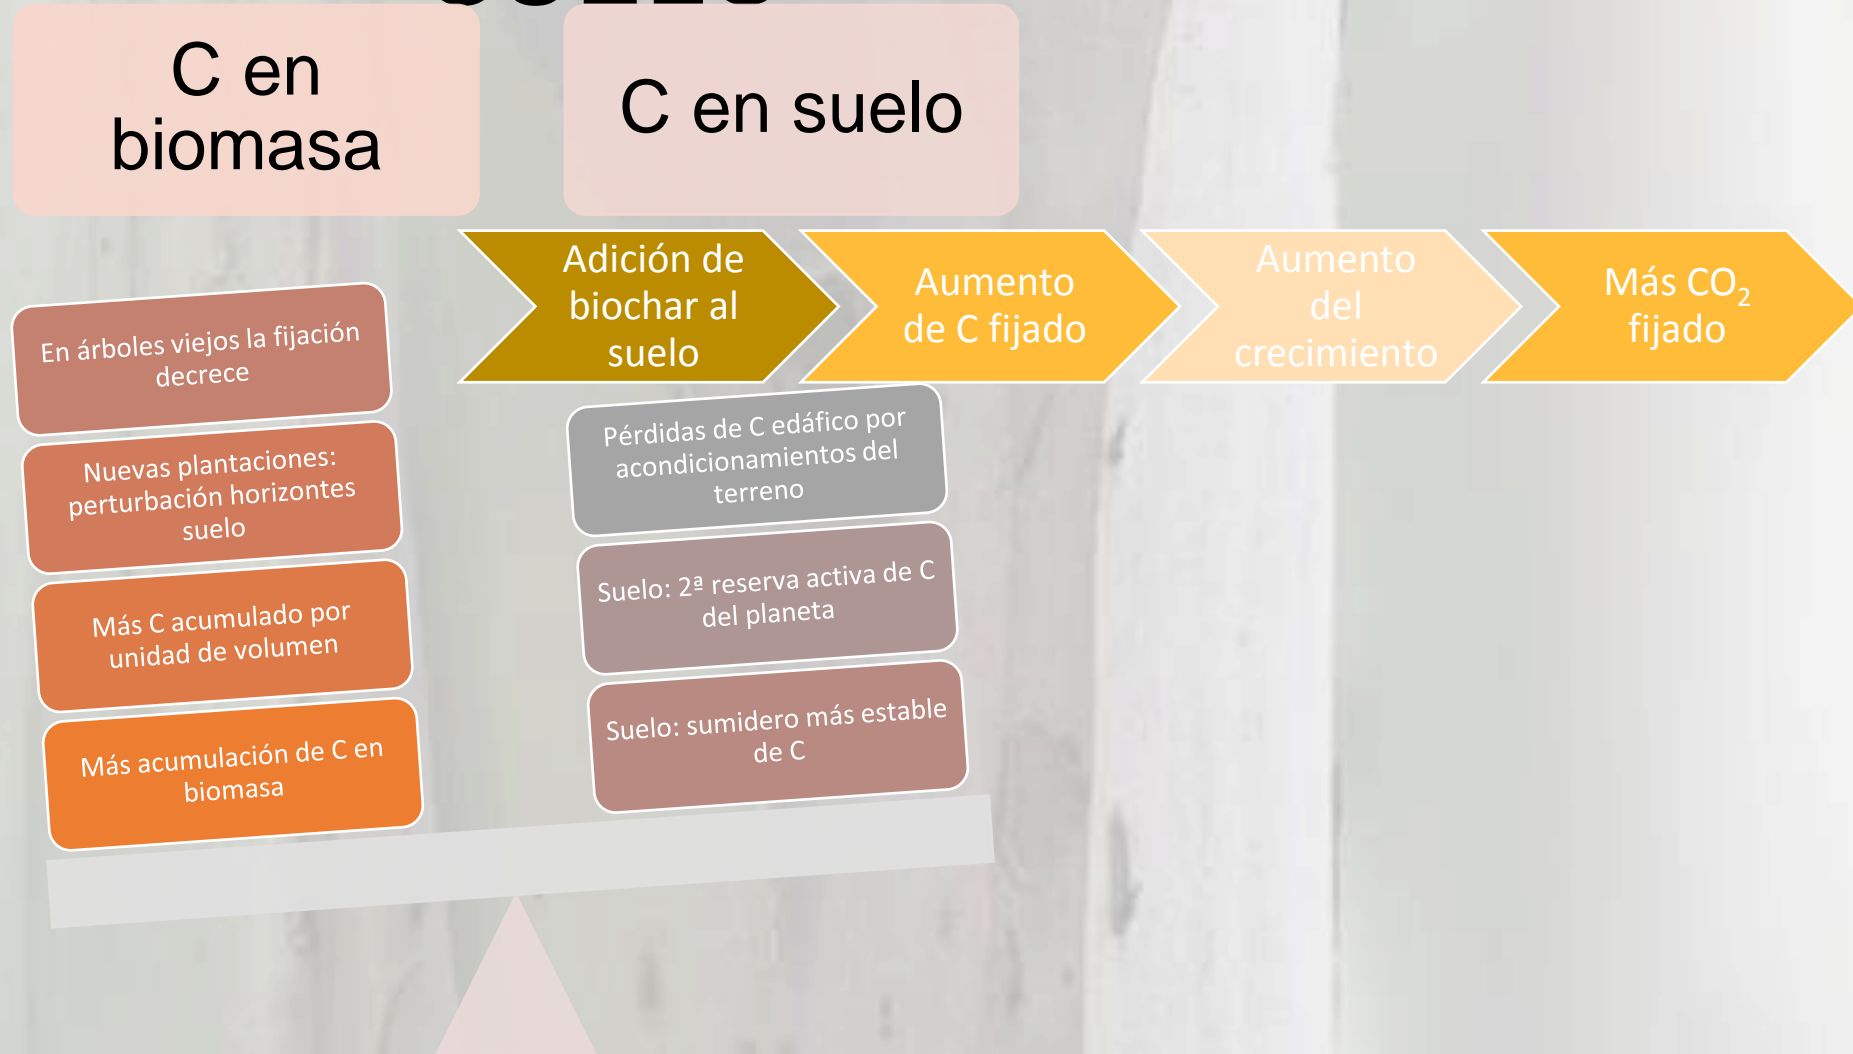 C en
biomasa
C en suelo
Adición de
biochar al
suelo
Aumento
de C fijado
Aumento
del
crecimiento
Más CO₂
fijado
En árboles viejos la fijación
decrece
Nuevas plantaciones:
perturbación horizontes
suelo
Más C acumulado por
unidad de volumen
Más acumulación de C en
biomasa
Pérdidas de C edáfico por
acondicionamientos del
terreno
Suelo: 2ª reserva activa de C
del planeta
Suelo: sumidero más estable
de C